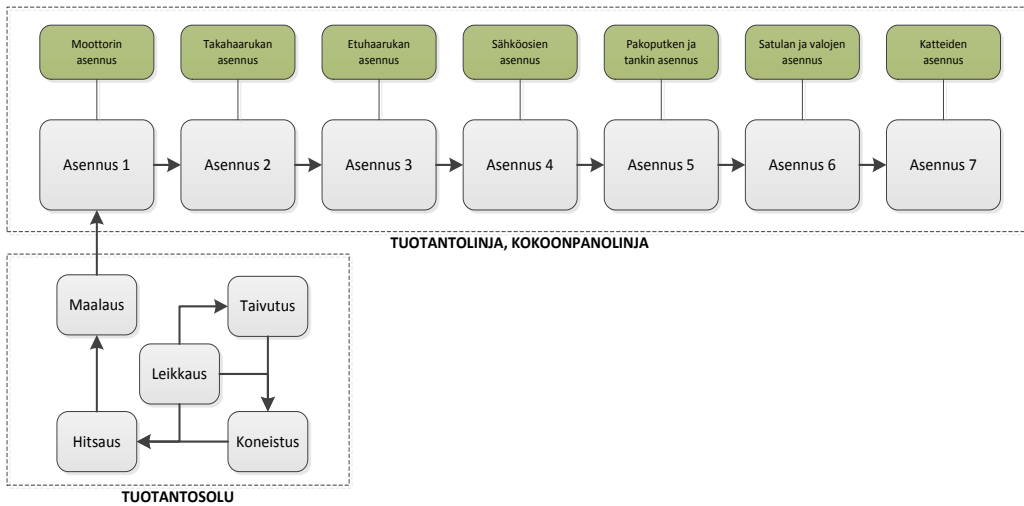 Moottorin
asennus
Takahaarukan
asennus
Etuhaarukan
asennus
Sähköosien
asennus
Pakoputken ja
tankin asennus
Satulan ja valojen
asennus
Katteiden
asennus
Asennus 1
Asennus 2
Asennus 3
Asennus 4
Asennus 5
Asennus 6
Asennus 7
TUOTANTOLINJA, KOKOONPANOLINJA
Maalaus
Taivutus
Leikkaus
Hitsaus
Koneistus
TUOTANTOSOLU